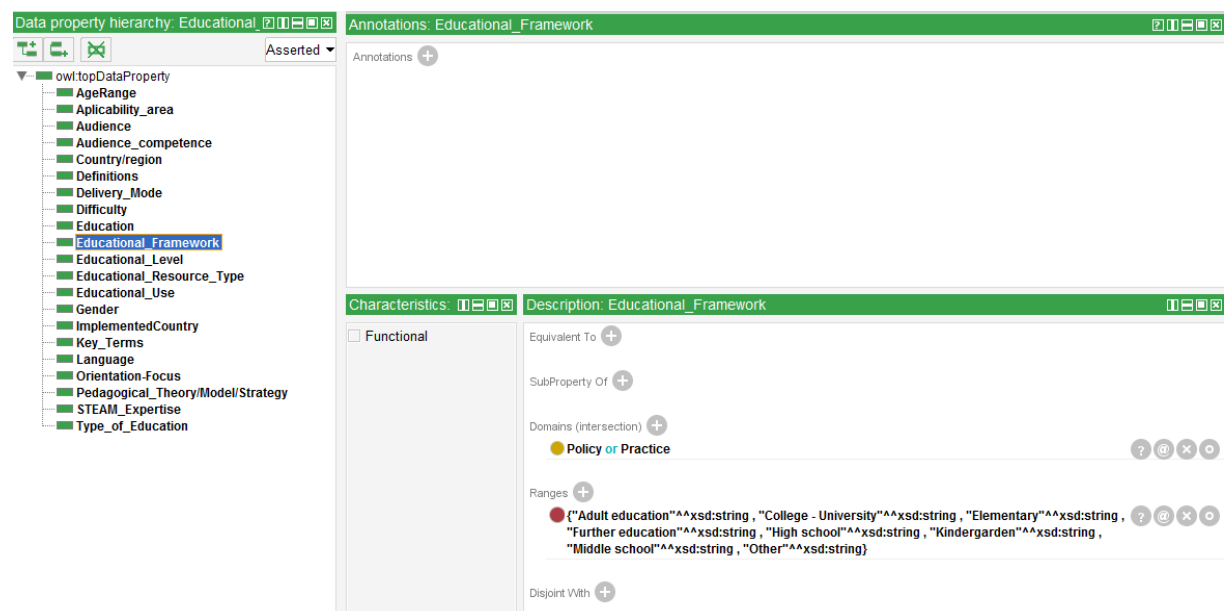 Data property hierarchy: Educational_
Asserted
owl:topDataProperty
AgeRange
Aplicability_area
Audience
Audience_competence
Country/region
Definitions
Delivery_Mode
Difficulty
Education
Educational_Framework
Educational_Level
Educational_Resource_Type
Educational_Use
Gender
ImplementedCountry
Key_Terms
Language
Orientation-Focus
Pedagogical_Theory/Model/Strategy
STEAM_Expertise
Type_of_Education
Annotations: Educational_Framework
Annotations
Characteristics:
Functional
Description: Educational_Framework
Equivalent To
SubProperty Of
Domains (intersection)
Policy or Practice
Ranges
{"Adult education"^^xsd:string , "College - University"^^xsd:string , "Elementary"^^xsd:string ,
"Further education"^^xsd:string , "High school"^^xsd:string , "Kindergarden"^^xsd:string ,
"Middle school"^^xsd:string , "Other"^^xsd:string}
Disjoint With